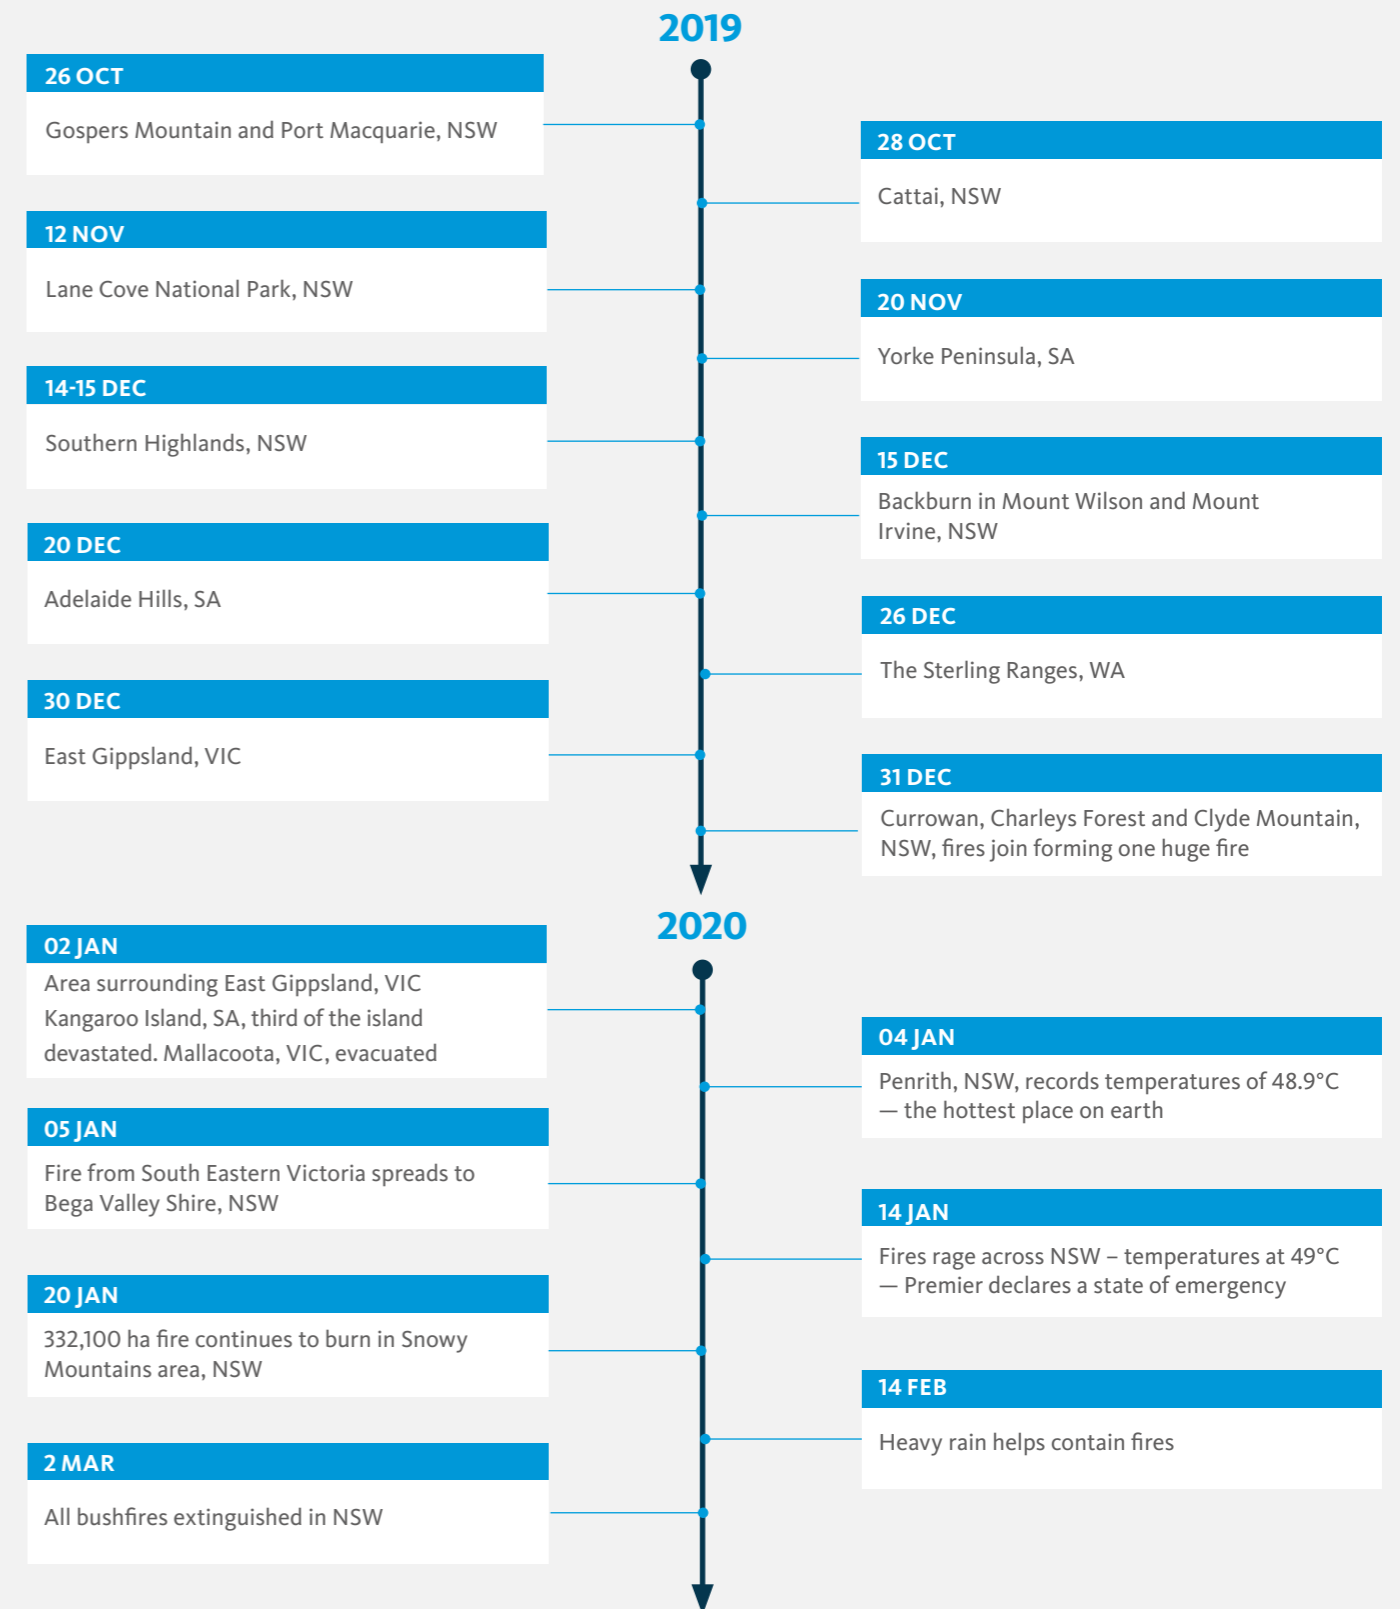 2019
26 OCT
Gospers Mountain and Port Macquarie, NSW
28 OCT
Cattai, NSW
12 NOV
Lane Cove National Park, NSW
20 NOV
Yorke Peninsula, SA
14-15 DEC
Southern Highlands, NSW
15 DEC
Backburn in Mount Wilson and Mount
Irvine, NSW
20 DEC
Adelaide Hills, SA
26 DEC
The Sterling Ranges, WA
30 DEC
East Gippsland, VIC
31 DEC
Currowan, Charleys Forest and Clyde Mountain,
NSW, fires join forming one huge fire
2020
02 JAN
Area surrounding East Gippsland, VIC
Kangaroo Island, SA, third of the island
devastated. Mallacoota, VIC, evacuated
04 JAN
Penrith, NSW, records temperatures of 48.9°C
— the hottest place on earth
05 JAN
Fire from South Eastern Victoria spreads to
Bega Valley Shire, NSW
14 JAN
Fires rage across NSW – temperatures at 49°C
— Premier declares a state of emergency
20 JAN
332,100 ha fire continues to burn in Snowy
Mountains area, NSW
14 FEB
Heavy rain helps contain fires
2 MAR
All bushfires extinguished in NSW